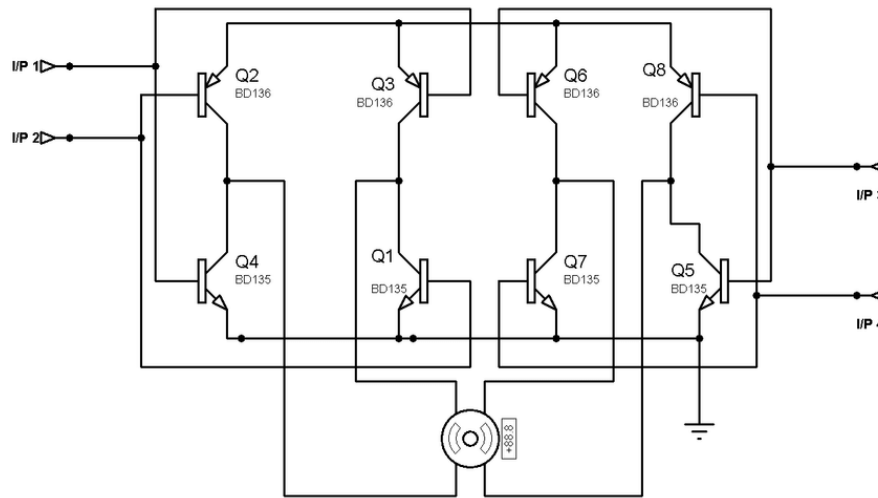 I/P 1
I/P 2
Q2
BD136
Q3
BD136
Q6
BD136
Q8
BD136
I/P
Q4
BD135
Q1
BD135
Q7
BD135
Q5
BD135
I/P
+88.8